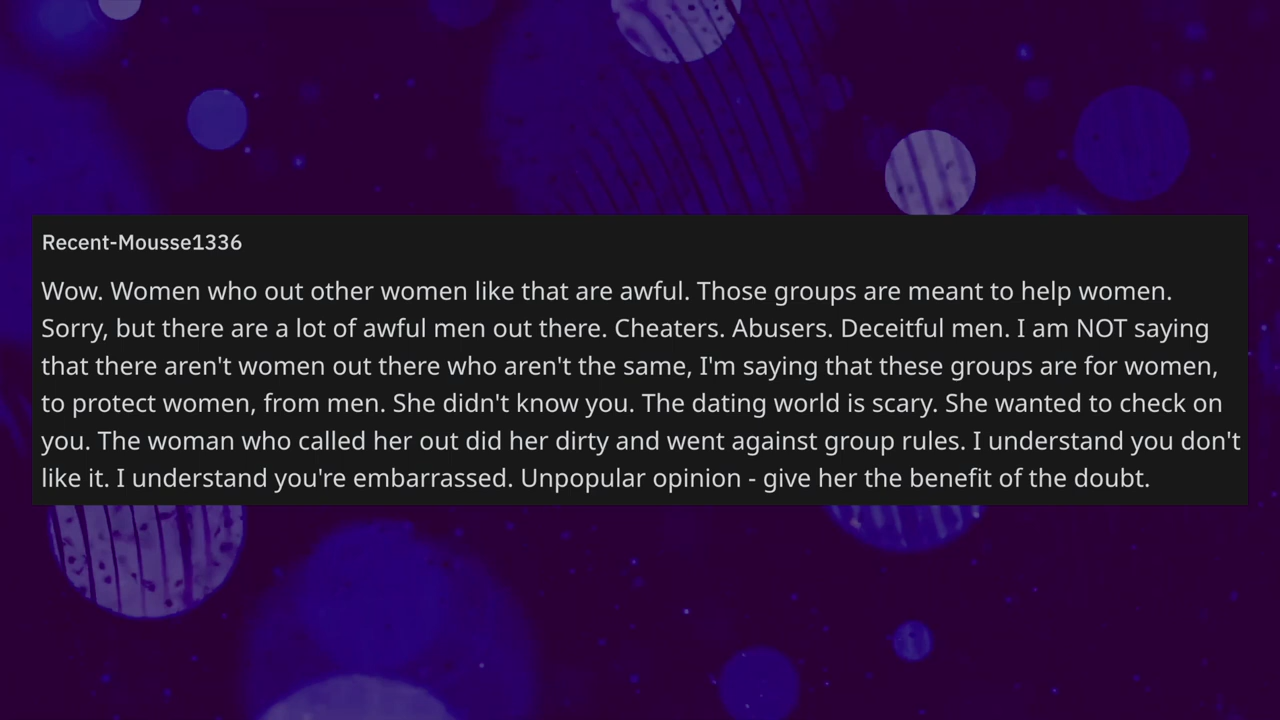 Recent-Mousse1336
Wow. Women who out other women like that are awful. Those groups are meant to help women.
Sorry, but there are a lot of awful men out there. Cheaters. Abusers. Deceitful men. I am NOT saying
that there aren't women out there who aren't the same, I'm saying that these groups are for women,
to protect women, from men. She didn't know you. The dating world is scary. She wanted to check on
you. The woman who called her out did her dirty and went against group rules. I understand you don't
like it. I understand you're embarrassed. Unpopular opinion - give her the benefit of the doubt.